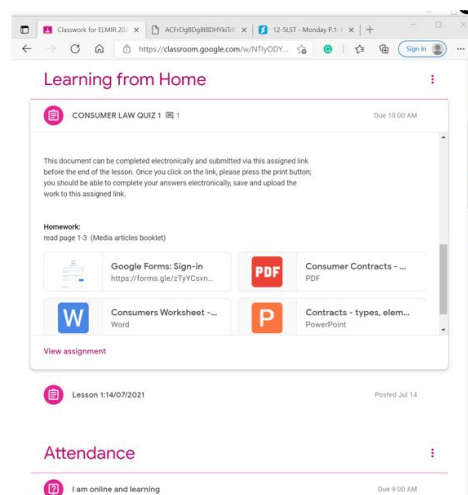 Classwork for ELMIR 202
12-5LST - Monday P.1:
https://classroom.google.com/w/NTIyODY...
Sign in
Learning from Home
CONSUMER LAW QUIZ 1 1
Due 10:00 AM
This document can be completed electronically and submitted via this assigned link
before the end of the lesson. Once you click on the link, please press the print button;
you should be able to complete your answers electronically, save and upload the
work to this assigned link.
Homework:
read page 1-3 (Media articles booklet)
Google Forms: Sign-in
https://forms.gle/zTyYCsvn...
PDF
Consumer Contracts - ...
PDF
W
Consumers Worksheet -...
Word
P
Contracts - types, elem...
PowerPoint
View assignment
Lesson 1:14/07/2021
Posted Jul 14
Attendance
I am online and learning
Due 9:00 AM